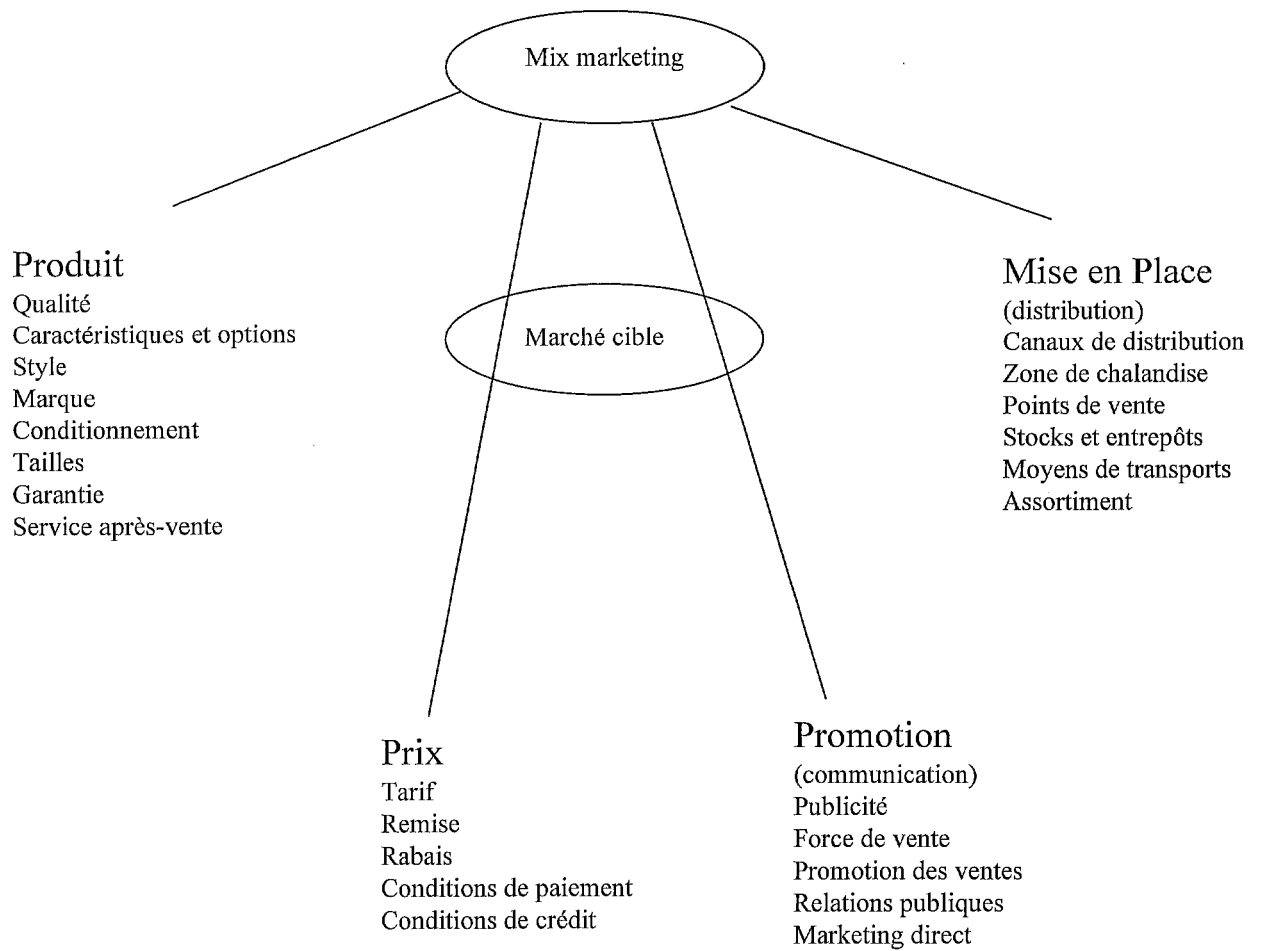 Mix marketing
Marché cible
Produit
Qualité
Caractéristiques et options
Style
Marque
Conditionnement
Tailles
Garantie
Service après-vente
Mise en Place
(distribution)
Canaux de distribution
Zone de chalandise
Points de vente
Stocks et entrepôts
Moyens de transports
Assortiment
Prix
Tarif
Remise
Rabais
Conditions de paiement
Conditions de crédit
Promotion
(communication)
Publicité
Force de vente
Promotion des ventes
Relations publiques
Marketing direct